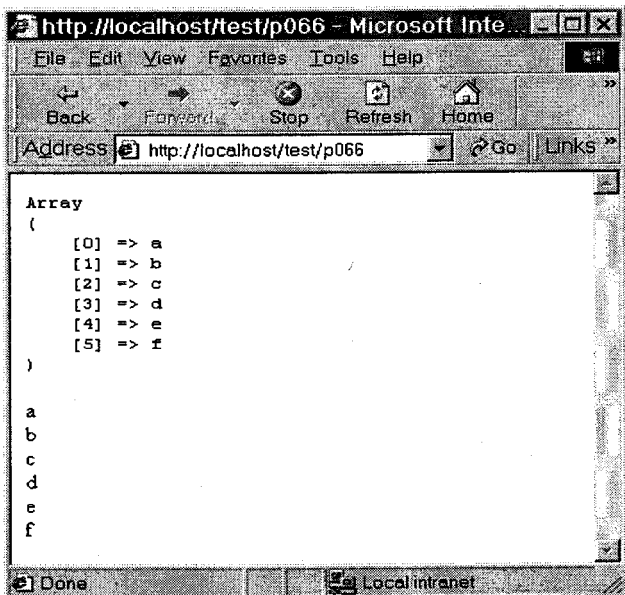 http://localhost/test/p066 - Microsoft Inte...
File Edit View Favorites Tools Help
Back Forward Stop Refresh Home »
Address http://localhost/test/p066 Go Links »
Array
(
[0] => a
[1] => b
[2] => c
[3] => d
[4] => e
[5] => f
)
a
b
c
d
e
f
Done Local intranet